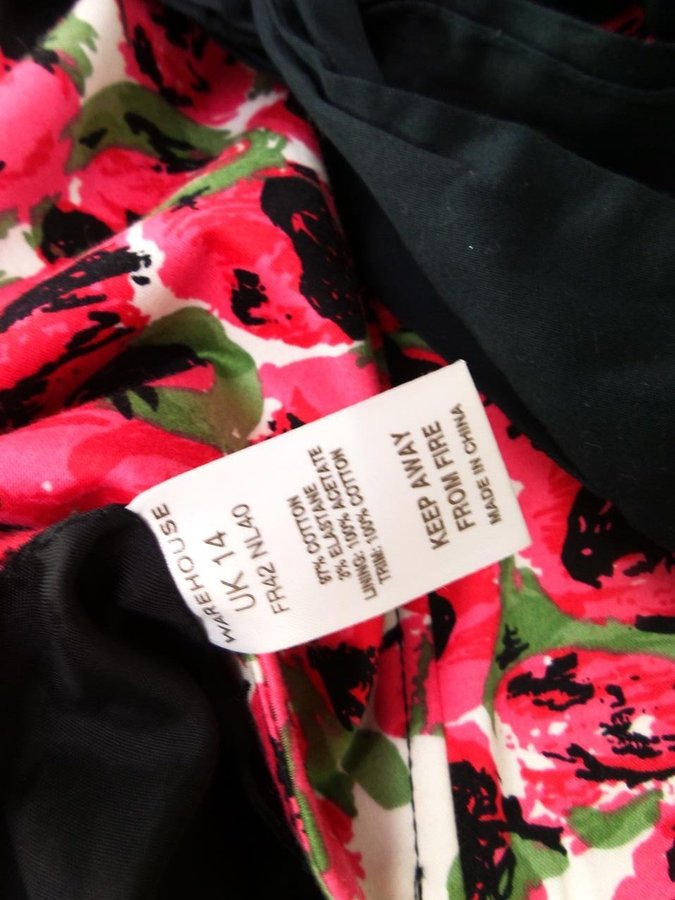 WAREHOUSE
UK 14
FR42 NL40
97% COTTON
3% ELASTANE
LINING: 100% ACETATE
TRIM: 100% COTTON
KEEP AWAY
FROM FIRE
MADE IN CHINA